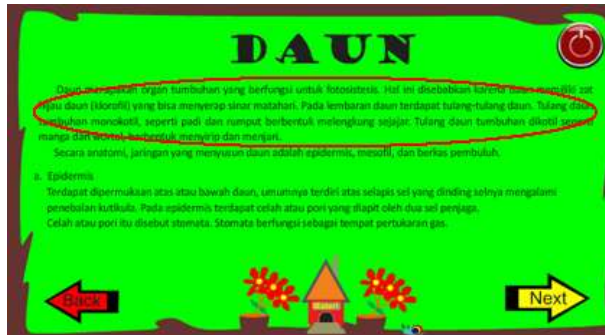 DAUN
Daun merupakan organ tumbuhan yang berfungsi untuk fotosistesis. Hal ini disebabkan karena daun memiliki zat
hijau daun (klorofil) yang bisa menyerap sinar matahari. Pada lembaran daun terdapat tulang-tulang daun. Tulang daun
tumbuhan monokotil, seperti padi dan rumput berbentuk melengkung sejajar. Tulang daun tumbuhan dikotil seperti
manga dan wortel, berbentuk menyirip dan menjari.
Secara anatomi, jaringan yang menyusun daun adalah epidermis, mesofil, dan berkas pembuluh.
a. Epidermis
Terdapat dipermukaan atas atau bawah daun, umumnya terdiri atas selapis sel yang dinding selnya mengalami
penebalan kutikula. Pada epidermis terdapat celah atau pori yang diapit oleh dua sel penjaga.
Celah atau pori itu disebut stomata. Stomata berfungsi sebagai tempat pertukaran gas.
Back
Materi
Next